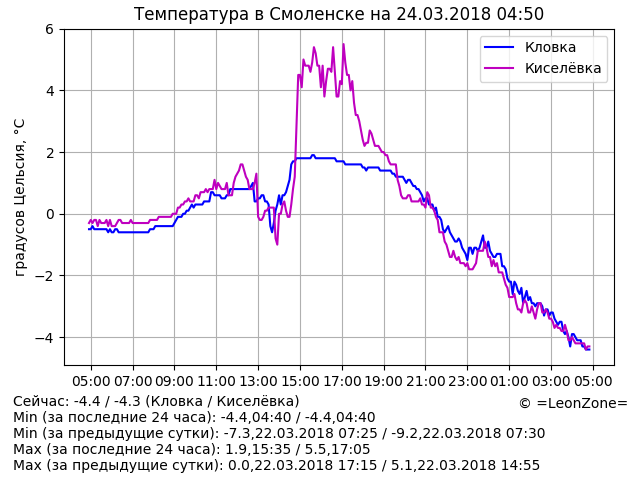 Температура в Смоленске на 24.03.2018 04:50
Кловка
Киселёвка
градусов Цельсия, °C
6
4
2
0
−2
−4
05:00 07:00 09:00 11:00 13:00 15:00 17:00 19:00 21:00 23:00 01:00 03:00 05:00
Сейчас: -4.4 / -4.3 (Кловка / Киселёвка)
© =LeonZone=
Min (за последние 24 часа): -4.4,04:40 / -4.4,04:40
Min (за предыдущие сутки): -7.3,22.03.2018 07:25 / -9.2,22.03.2018 07:30
Max (за последние 24 часа): 1.9,15:35 / 5.5,17:05
Max (за предыдущие сутки): 0.0,22.03.2018 17:15 / 5.1,22.03.2018 14:55